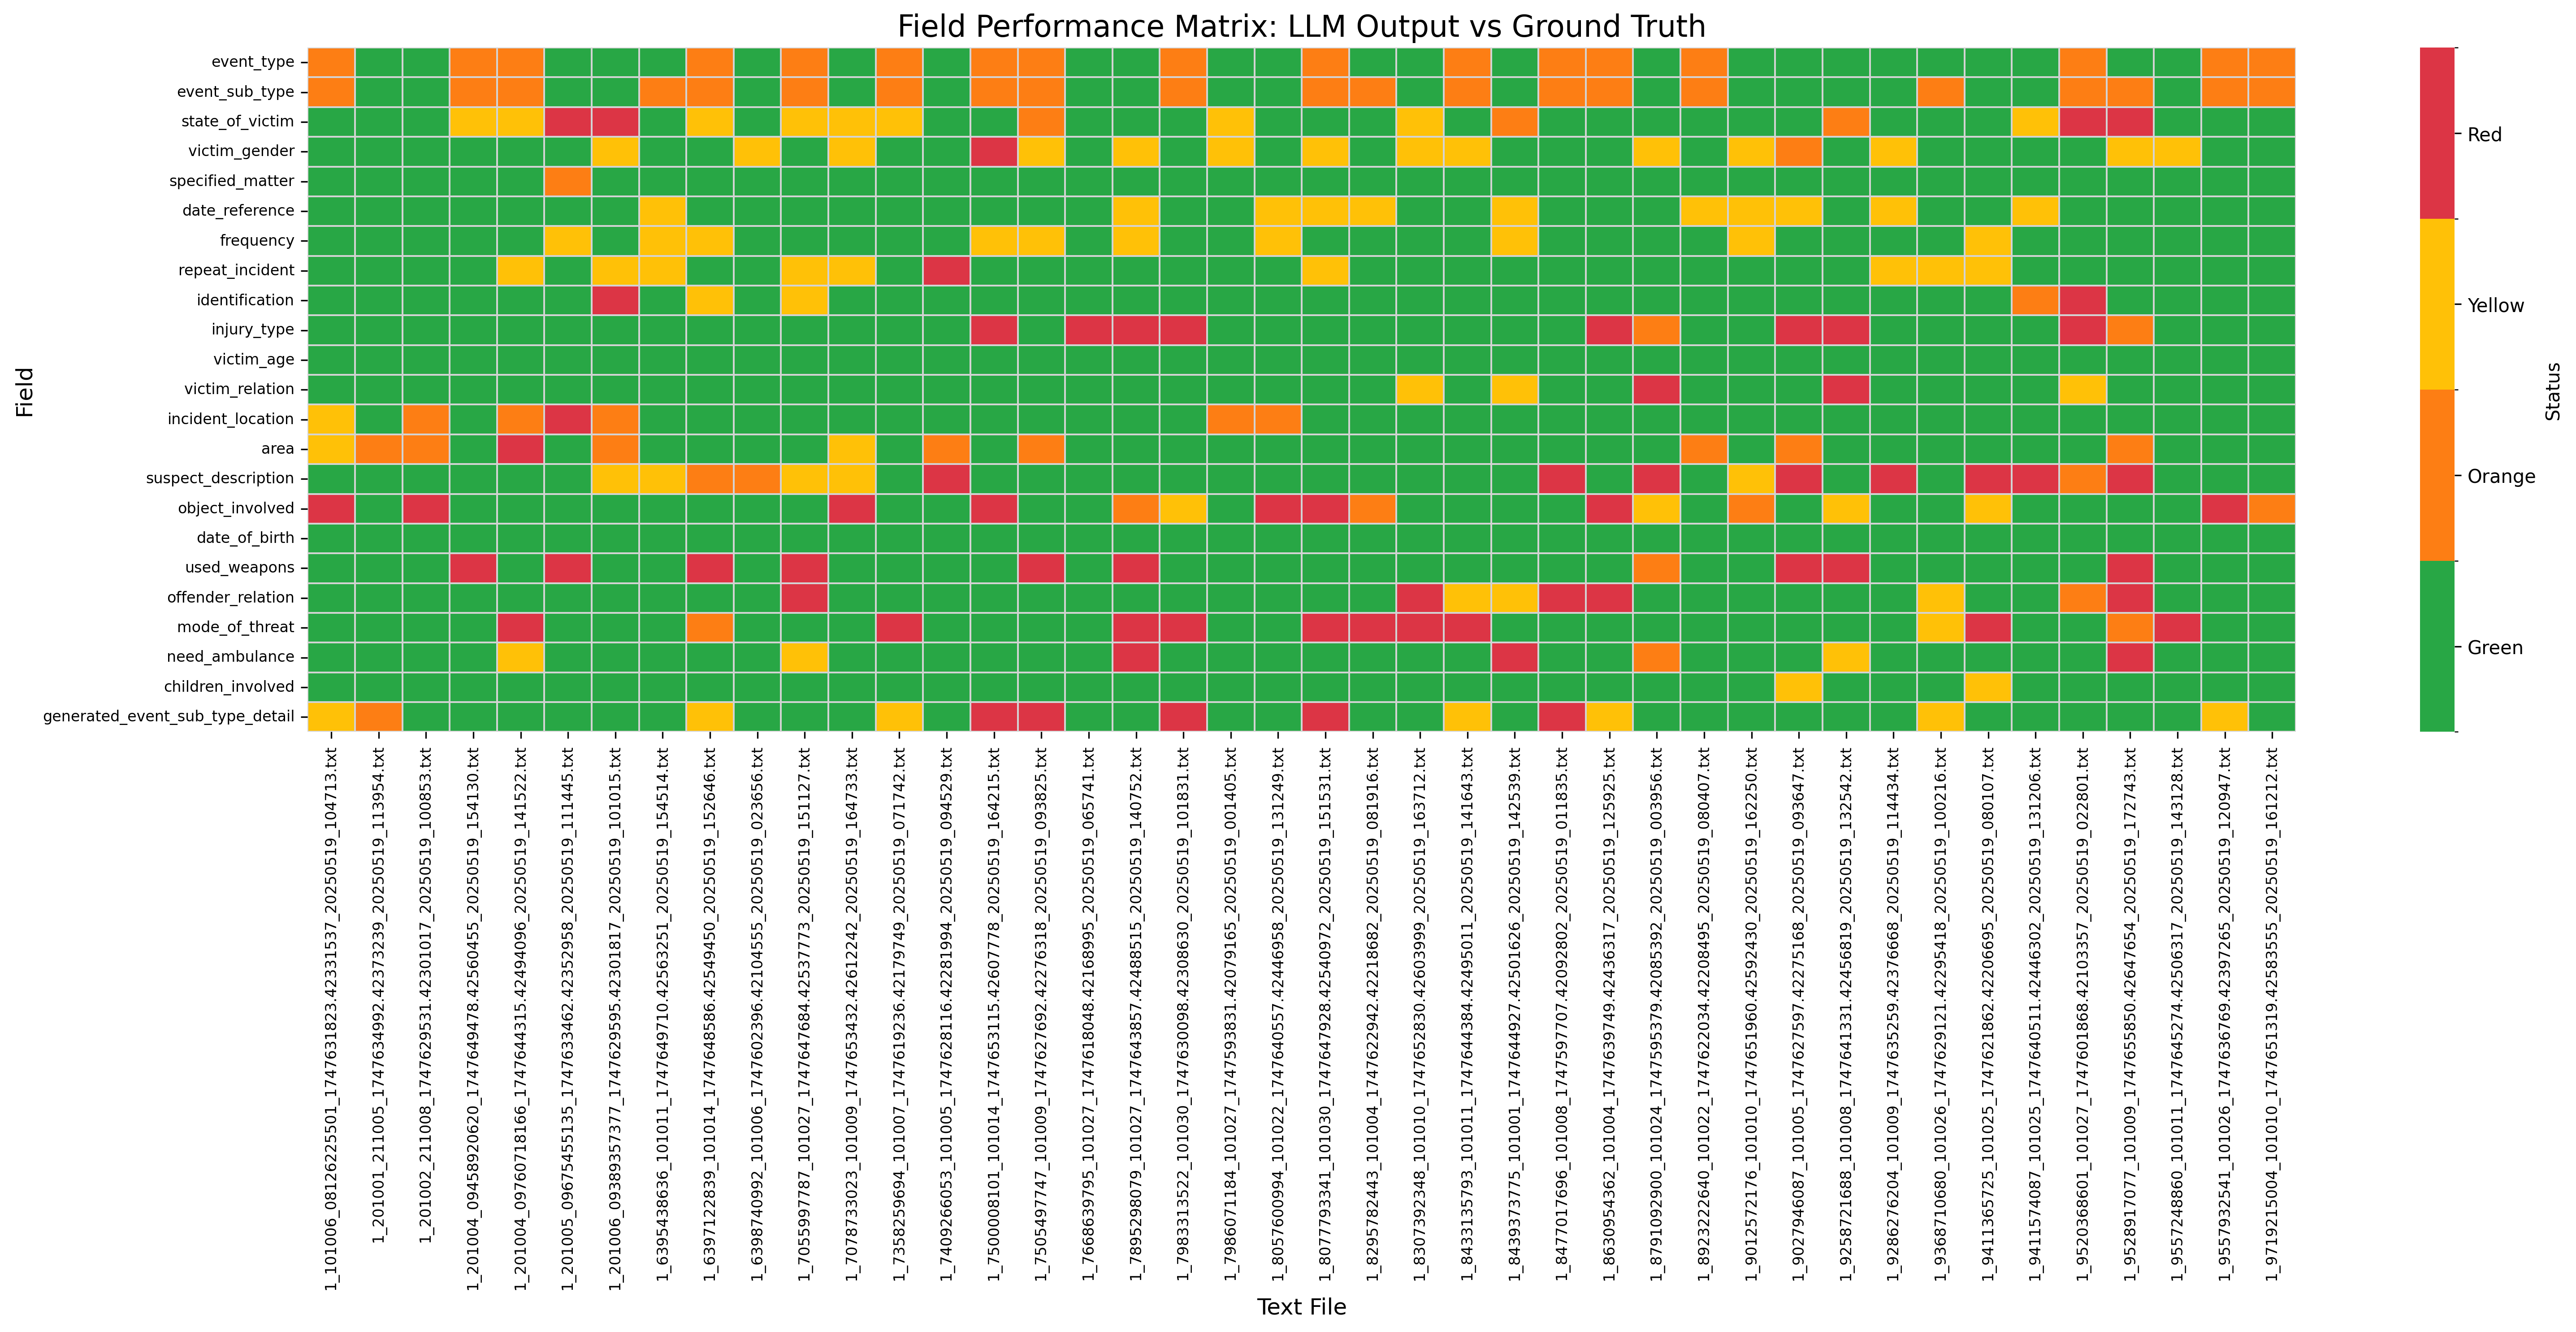 Field Performance Matrix: LLM Output vs Ground Truth
Field
event_type
event_sub_type
state_of_victim
victim_gender
specified_matter
date_reference
frequency
repeat_incident
identification
injury_type
victim_age
victim_relation
incident_location
area
suspect_description
object_involved
date_of_birth
used_weapons
offender_relation
mode_of_threat
need_ambulance
children_involved
generated_event_sub_type_detail
1_101006_08126225501_1747631823.42331537_20250519_104713.txt
1_201001_211005_1747634992.42373239_20250519_113954.txt
1_201002_211008_1747629531.42301017_20250519_100853.txt
1_201004_09458920620_1747649478.42560455_20250519_154130.txt
1_201004_09760718166_1747644315.42494096_20250519_141522.txt
1_201005_09675455135_1747633462.42352958_20250519_111445.txt
1_201006_09389357377_1747629595.42301817_20250519_101015.txt
1_6395438636_101011_1747649710.42563251_20250519_154514.txt
1_6397122839_101014_1747648586.42549450_20250519_152646.txt
1_6398740992_101006_1747602396.42104555_20250519_023656.txt
1_7055997787_101027_1747647684.42537773_20250519_151127.txt
1_7078733023_101009_1747653432.42612242_20250519_164733.txt
1_7358259694_101007_1747619236.42179749_20250519_071742.txt
1_7409266053_101005_1747628116.42281994_20250519_094529.txt
1_7500008101_101014_1747653115.42607778_20250519_164215.txt
1_7505497747_101009_1747627692.42276318_20250519_093825.txt
1_7668639795_101027_1747618048.42168995_20250519_065741.txt
1_7895298079_101027_1747643857.42488515_20250519_140752.txt
1_7983313522_101030_1747630098.42308630_20250519_101831.txt
1_7986071184_101027_1747593831.42079165_20250519_001405.txt
1_8057600994_101022_1747640557.42446958_20250519_131249.txt
1_8077793341_101030_1747647928.42540972_20250519_151531.txt
1_8295782443_101004_1747622942.42218682_20250519_081916.txt
1_8307392348_101010_1747652830.42603999_20250519_163712.txt
1_8433135793_101011_1747644384.42495011_20250519_141643.txt
1_8439373775_101001_1747644927.42501626_20250519_142539.txt
1_8477017696_101008_1747597707.42092802_20250519_011835.txt
1_8630954362_101004_1747639749.42436317_20250519_125925.txt
1_8791092900_101024_1747595379.42085392_20250519_003956.txt
1_8923222640_101022_1747622034.42208495_20250519_080407.txt
1_9012572176_101010_1747651960.42592430_20250519_162250.txt
1_9027946087_101005_1747627597.42275168_20250519_093647.txt
1_9258721688_101008_1747641331.42456819_20250519_132542.txt
1_9286276204_101009_1747635259.42376668_20250519_114434.txt
1_9368710680_101026_1747629121.42295418_20250519_100216.txt
1_9411365725_101025_1747621862.42206695_20250519_080107.txt
1_9411574087_101025_1747640511.42446302_20250519_131206.txt
1_9520368601_101027_1747601868.42103357_20250519_022801.txt
1_9528917077_101009_1747655850.42647654_20250519_172743.txt
1_9557248860_101011_1747645274.42506317_20250519_143128.txt
1_9557932541_101026_1747636769.42397265_20250519_120947.txt
1_9719215004_101010_1747651319.42583555_20250519_161212.txt
Text File
Red
Yellow
Orange
Green
Status